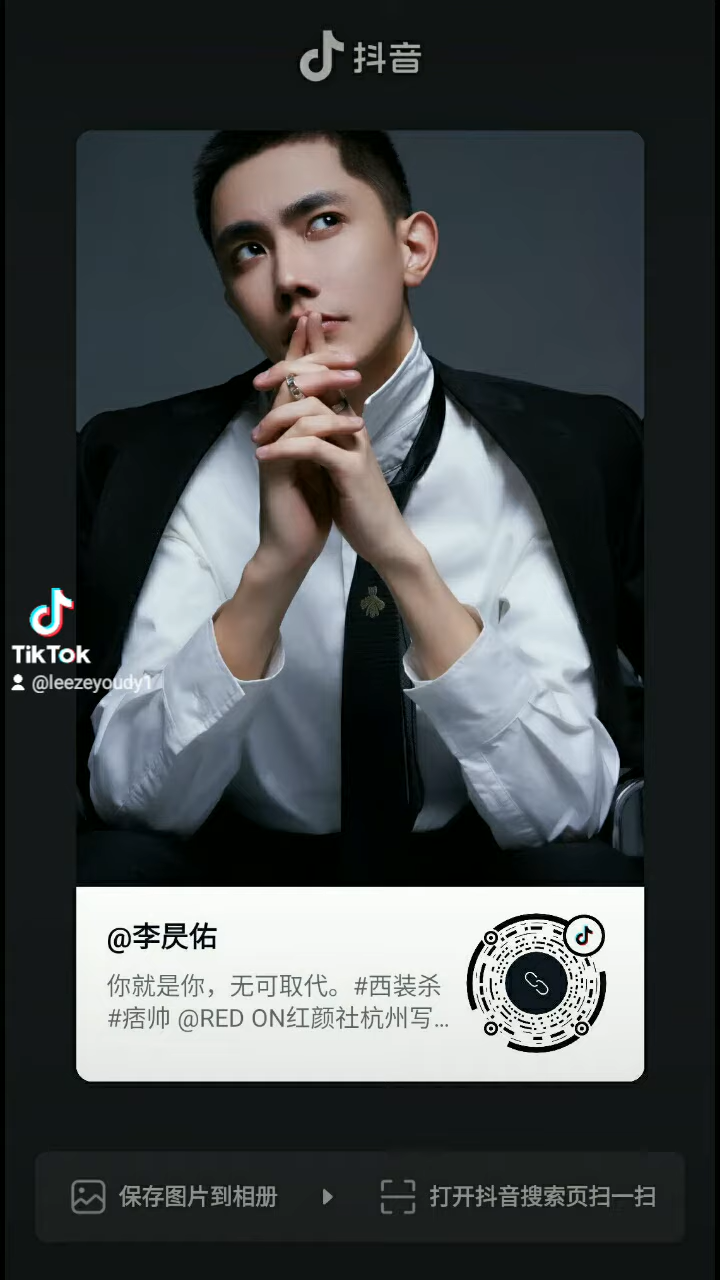 抖音
TikTok
@leezeyoudy1
@李昃佑
你就是你，无可取代。#西装杀
#痞帅 @RED ON红颜社杭州写...
保存图片到相册
打开抖音搜索页扫一扫